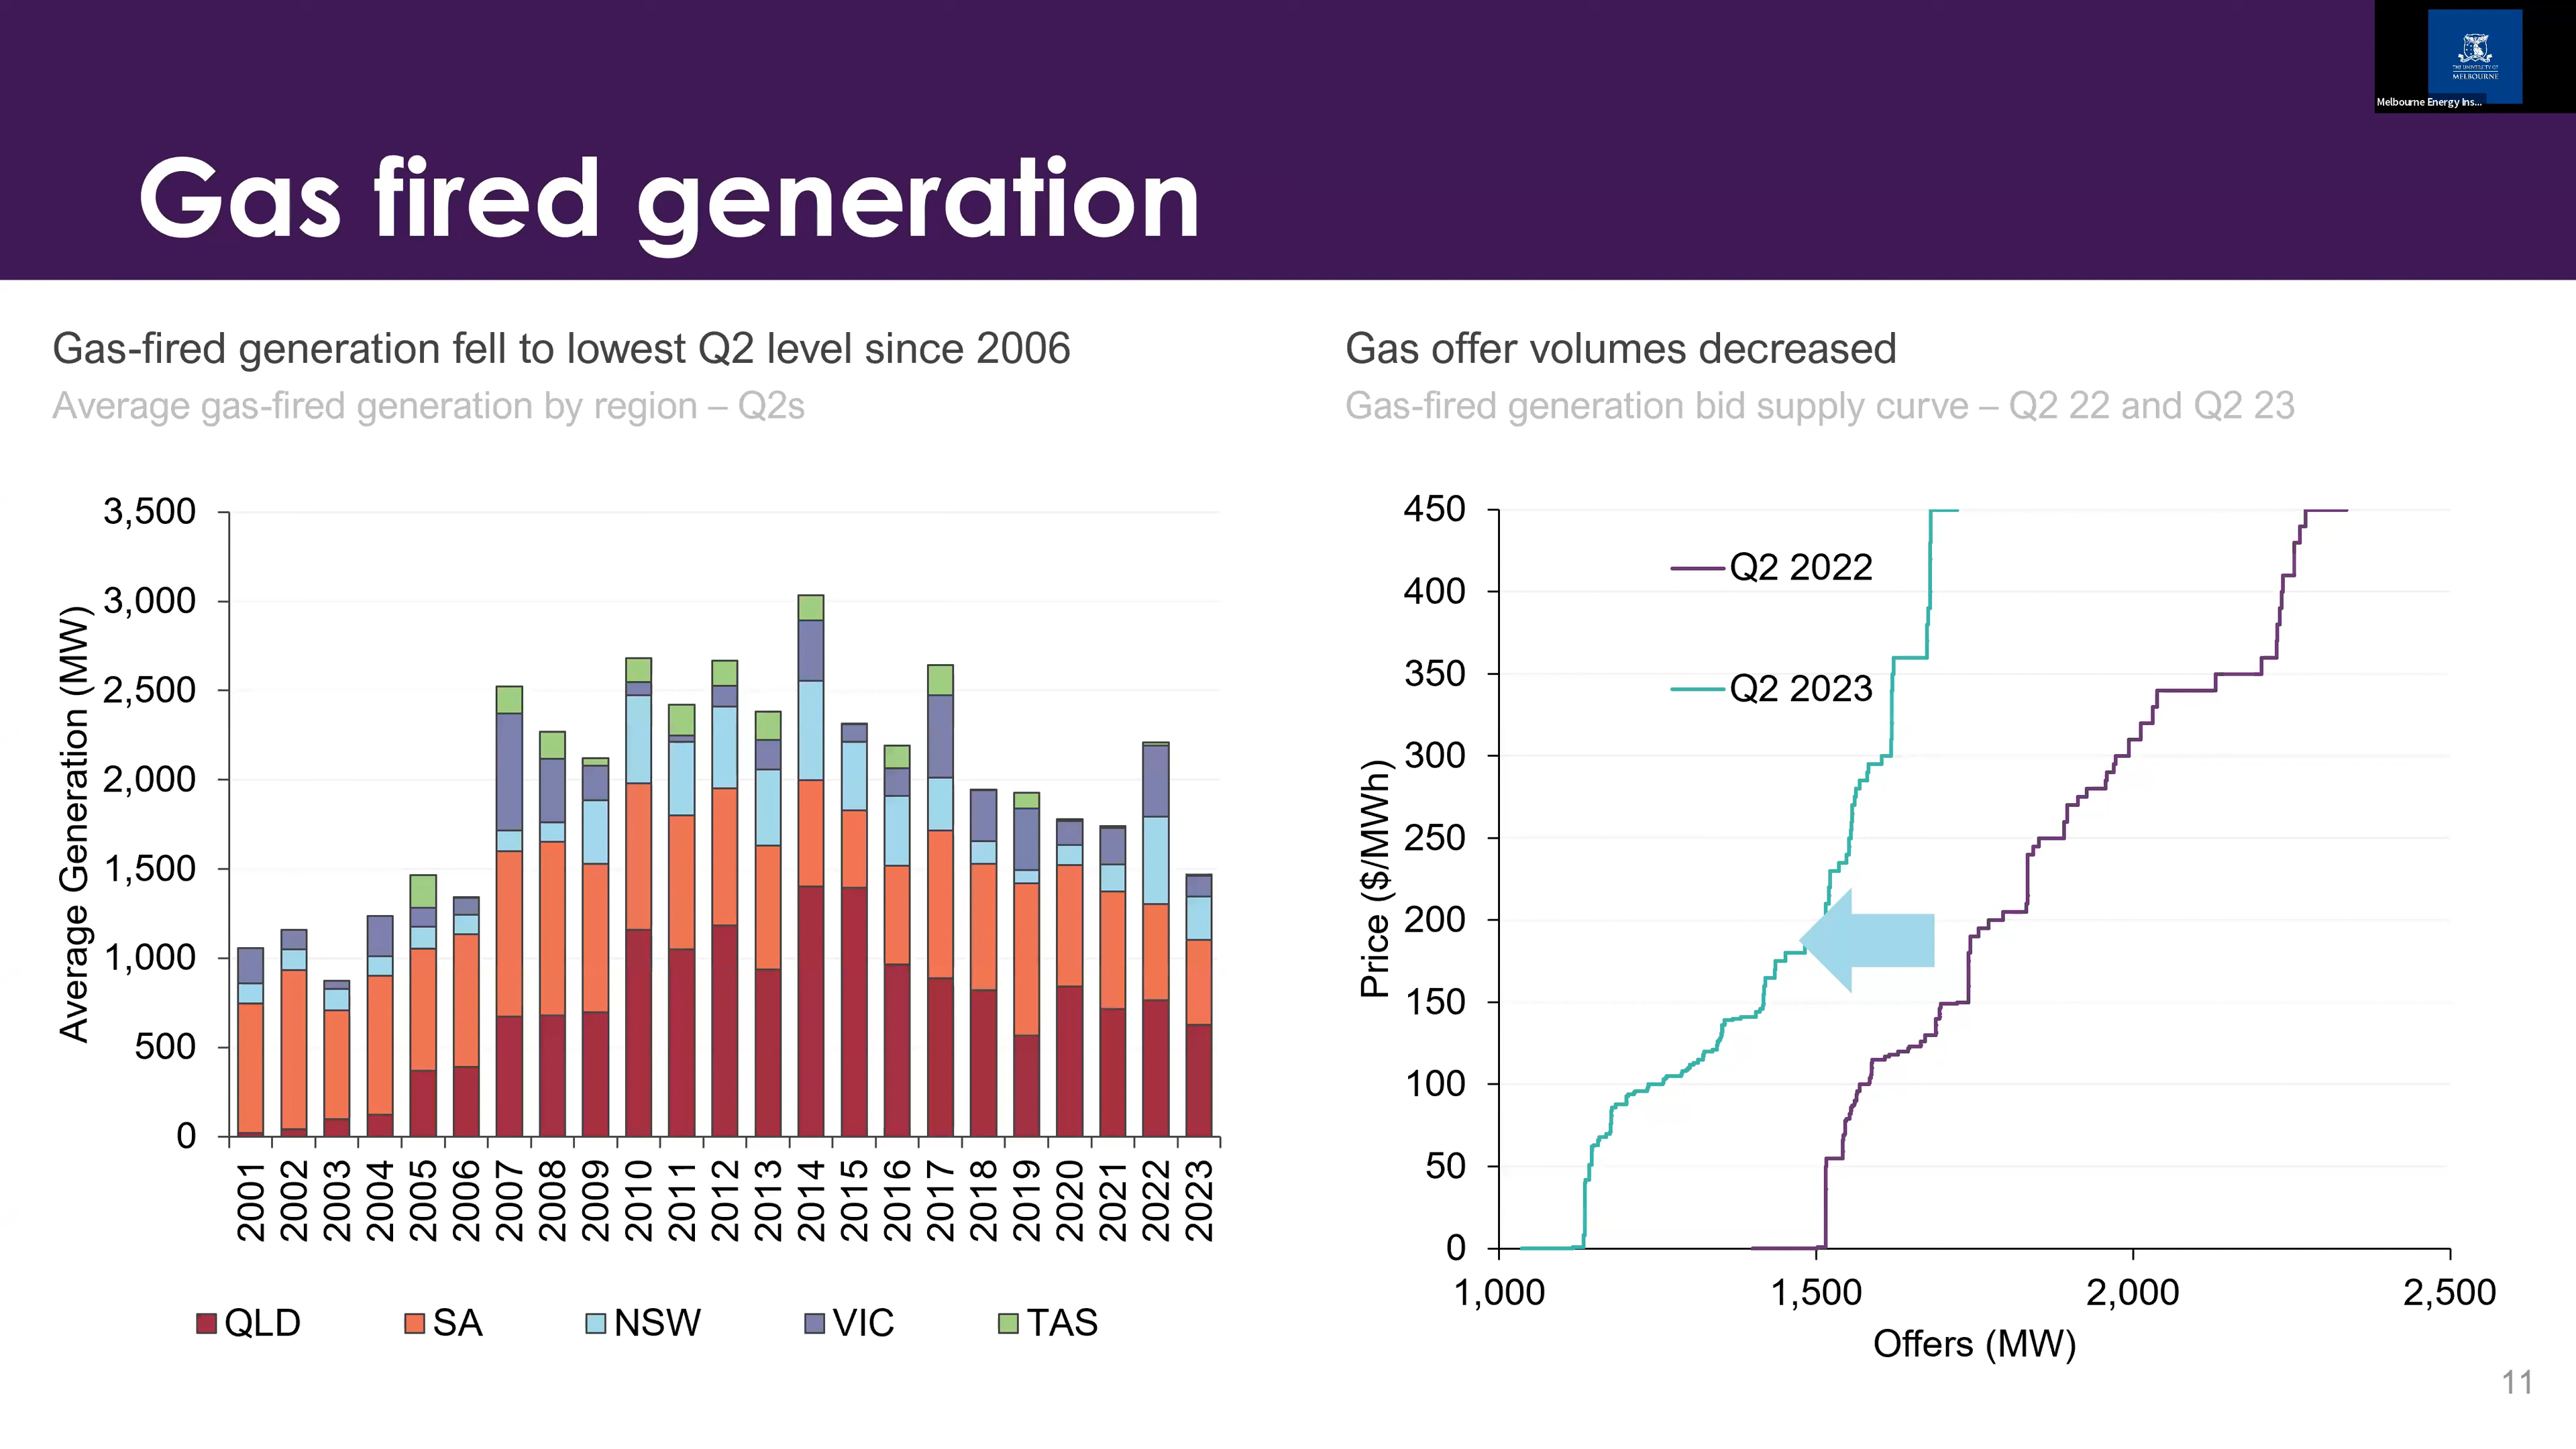 THE UNIVERSITY OF
MELBOURNE
Melbourne Energy Ins...
Gas fired generation
Gas-fired generation fell to lowest Q2 level since 2006
Average gas-fired generation by region – Q2s
3,500
3,000
2,500
2,000
1,500
1,000
500
0
Average Generation (MW)
2001 2002 2003 2004 2005 2006 2007 2008 2009 2010 2011 2012 2013 2014 2015 2016 2017 2018 2019 2020 2021 2022 2023
QLD SA NSW VIC TAS
Gas offer volumes decreased
Gas-fired generation bid supply curve – Q2 22 and Q2 23
450
400
350
300
250
200
150
100
50
0
Price ($/MWh)
Q2 2022
Q2 2023
1,000 1,500 2,000 2,500
Offers (MW)
11